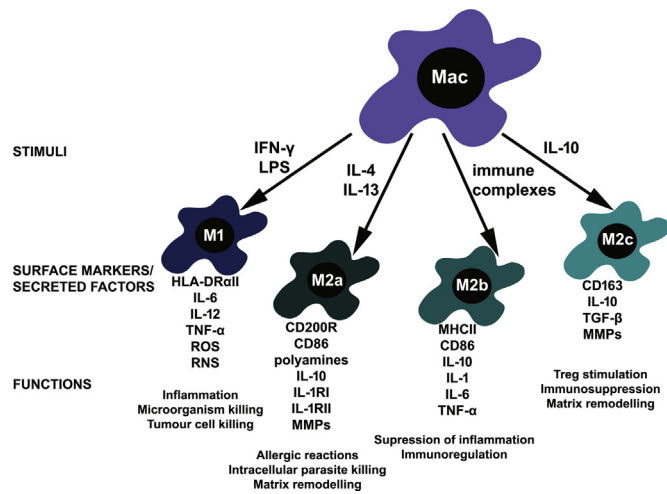 Mac
STIMULI
IFN-γ
LPS
IL-4
IL-13
immune
complexes
IL-10
M1
M2a
M2b
M2c
SURFACE MARKERS/
SECRETED FACTORS
HLA-DRαII
IL-6
IL-12
TNF-α
ROS
RNS
CD200R
CD86
polyamines
IL-10
IL-1RI
IL-1RII
MMPs
MHCII
CD86
IL-10
IL-1
IL-6
TNF-α
CD163
IL-10
TGF-β
MMPs
FUNCTIONS
Inflammation
Microorganism killing
Tumour cell killing
Allergic reactions
Intracellular parasite killing
Matrix remodelling
Supression of inflammation
Immunoregulation
Treg stimulation
Immunosuppression
Matrix remodelling